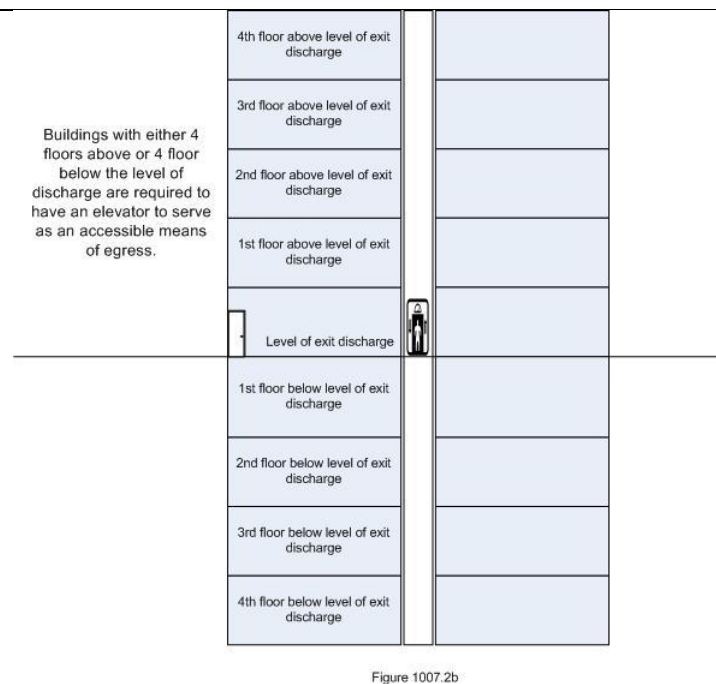 4th floor above level of exit
discharge
3rd floor above level of exit
discharge
Buildings with either 4
floors above or 4 floor
below the level of
discharge are required to
have an elevator to serve
as an accessible means
of egress.
2nd floor above level of exit
discharge
1st floor above level of exit
discharge
Level of exit discharge
1st floor below level of exit
discharge
2nd floor below level of exit
discharge
3rd floor below level of exit
discharge
4th floor below level of exit
discharge
Figure 1007.2b